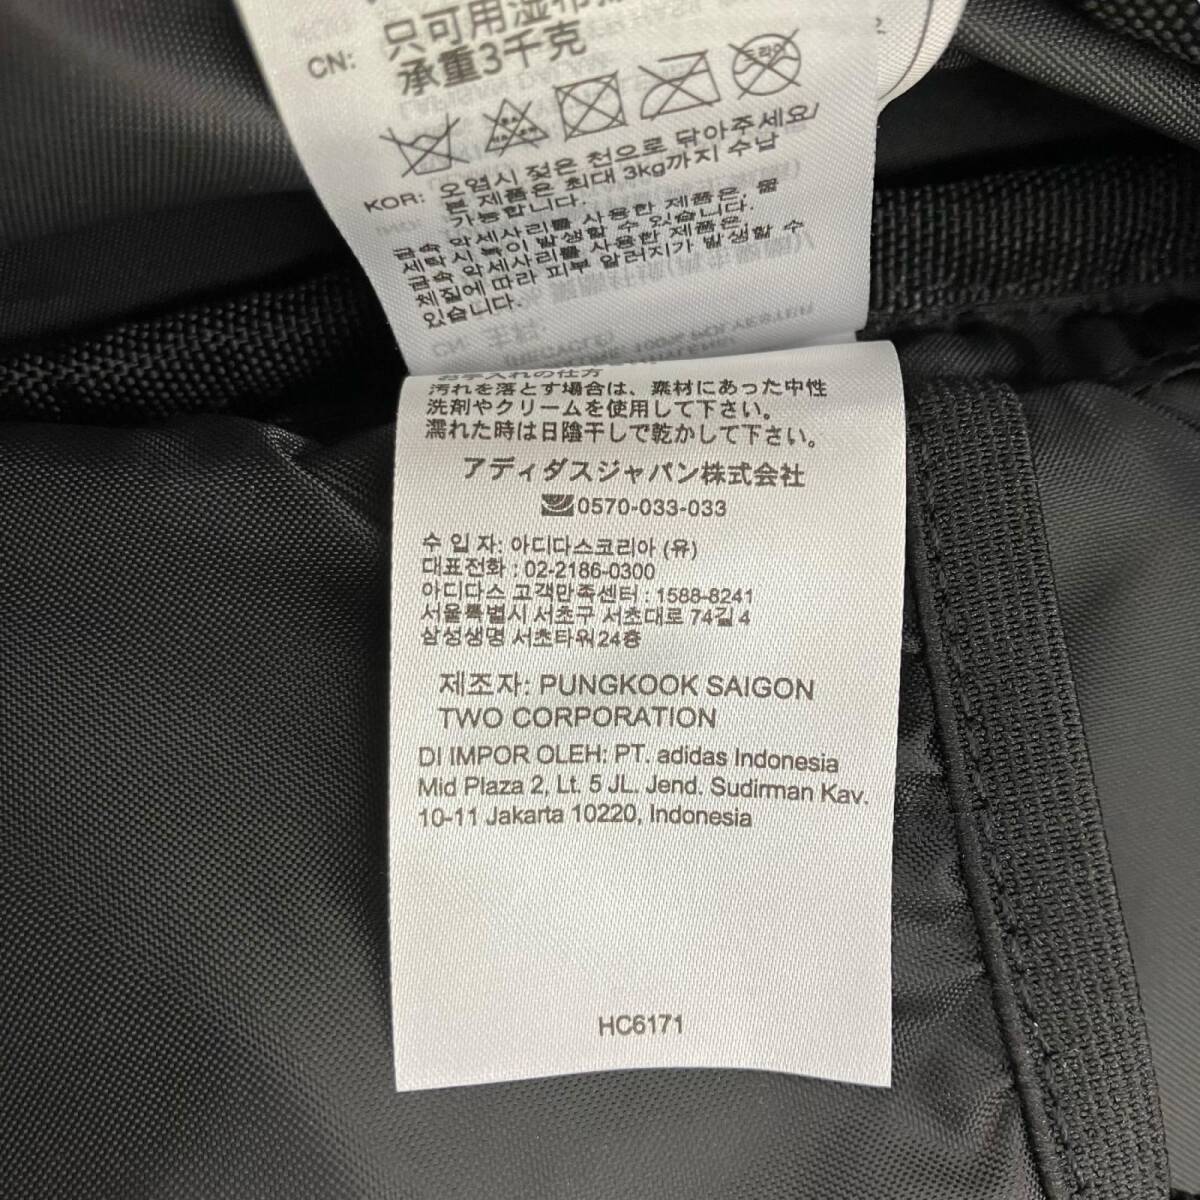 CN: 只可用湿布
承重3千克
드라이
KOR: 오염시 젖은 천으로 닦아주세요/
본 제품은 최대 3kg까지 수납
가능합니다.
금속 악세사리를 사용한 제품은, 물
세탁시 녹이 발생할 수 있습니다.
금속 악세사리를 사용한 제품은,
체질에 따라 피부 알러지가 발생할 수
있습니다.
お手入れの仕方
汚れを落とす場合は、素材にあった中性
洗剤やクリームを使用して下さい。
濡れた時は日陰干しで乾かして下さい。
アディダスジャパン株式会社
0570-033-033
수 입 자: 아디다스코리아 (유)
대표전화 : 02-2186-0300
아디다스 고객만족센터 : 1588-8241
서울특별시 서초구 서초대로 74길 4
삼성생명 서초타워 24층
제조자: PUNGKOOK SAIGON
TWO CORPORATION
DI IMPOR OLEH: PT. adidas Indonesia
Mid Plaza 2, Lt. 5 JL. Jend. Sudirman Kav.
10-11 Jakarta 10220, Indonesia
HC6171